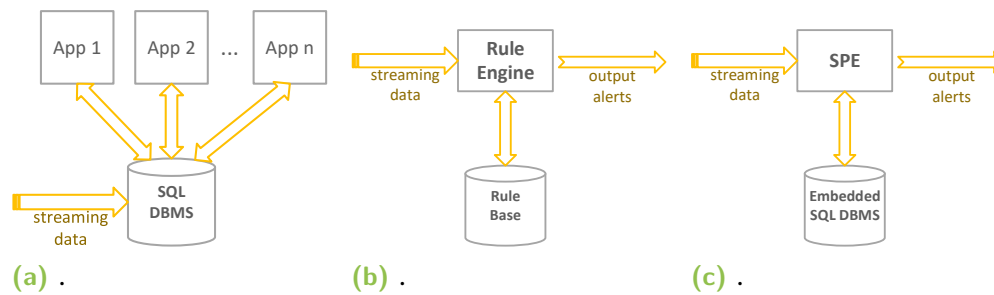 App 1
App 2
...
App n
SQL
DBMS
streaming
data
(a) .
Rule
Engine
streaming
data
output
alerts
Rule
Base
(b) .
SPE
streaming
data
output
alerts
Embedded
SQL DBMS
(c) .